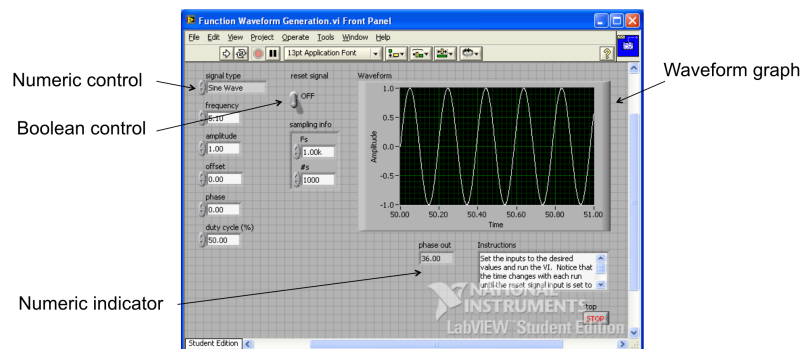 Function Waveform Generation.vi Front Panel
File Edit View Project Operate Tools Window Help
13pt Application Font
Numeric control
Boolean control
Numeric indicator
Waveform graph
signal type
Sine Wave
frequency
5.10
amplitude
1.00
offset
0.00
phase
0.00
duty cycle (%)
50.00
reset signal
OFF
sampling info
Fs
1.00k
#s
1000
Waveform
Amplitude
1.0
0.5
0.0
-0.5
-1.0
50.00 50.20 50.40 50.60 50.80 51.00
Time
phase out
36.00
Instructions
Set the inputs to the desired
values and run the VI. Notice that
the time changes with each run
until the reset signal input is set to
stop
STOP
NATIONAL
INSTRUMENTS
LabVIEW Student Edition
Student Edition